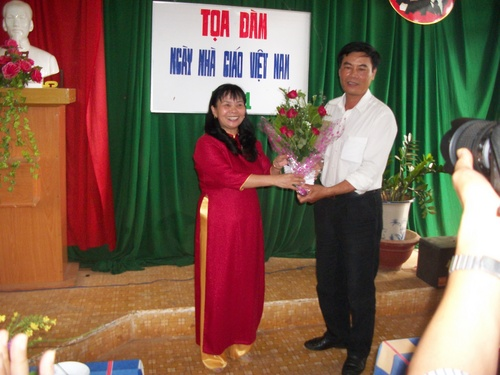 TỌA ĐÀM
NGÀY NHÀ GIÁO VIỆT NAM